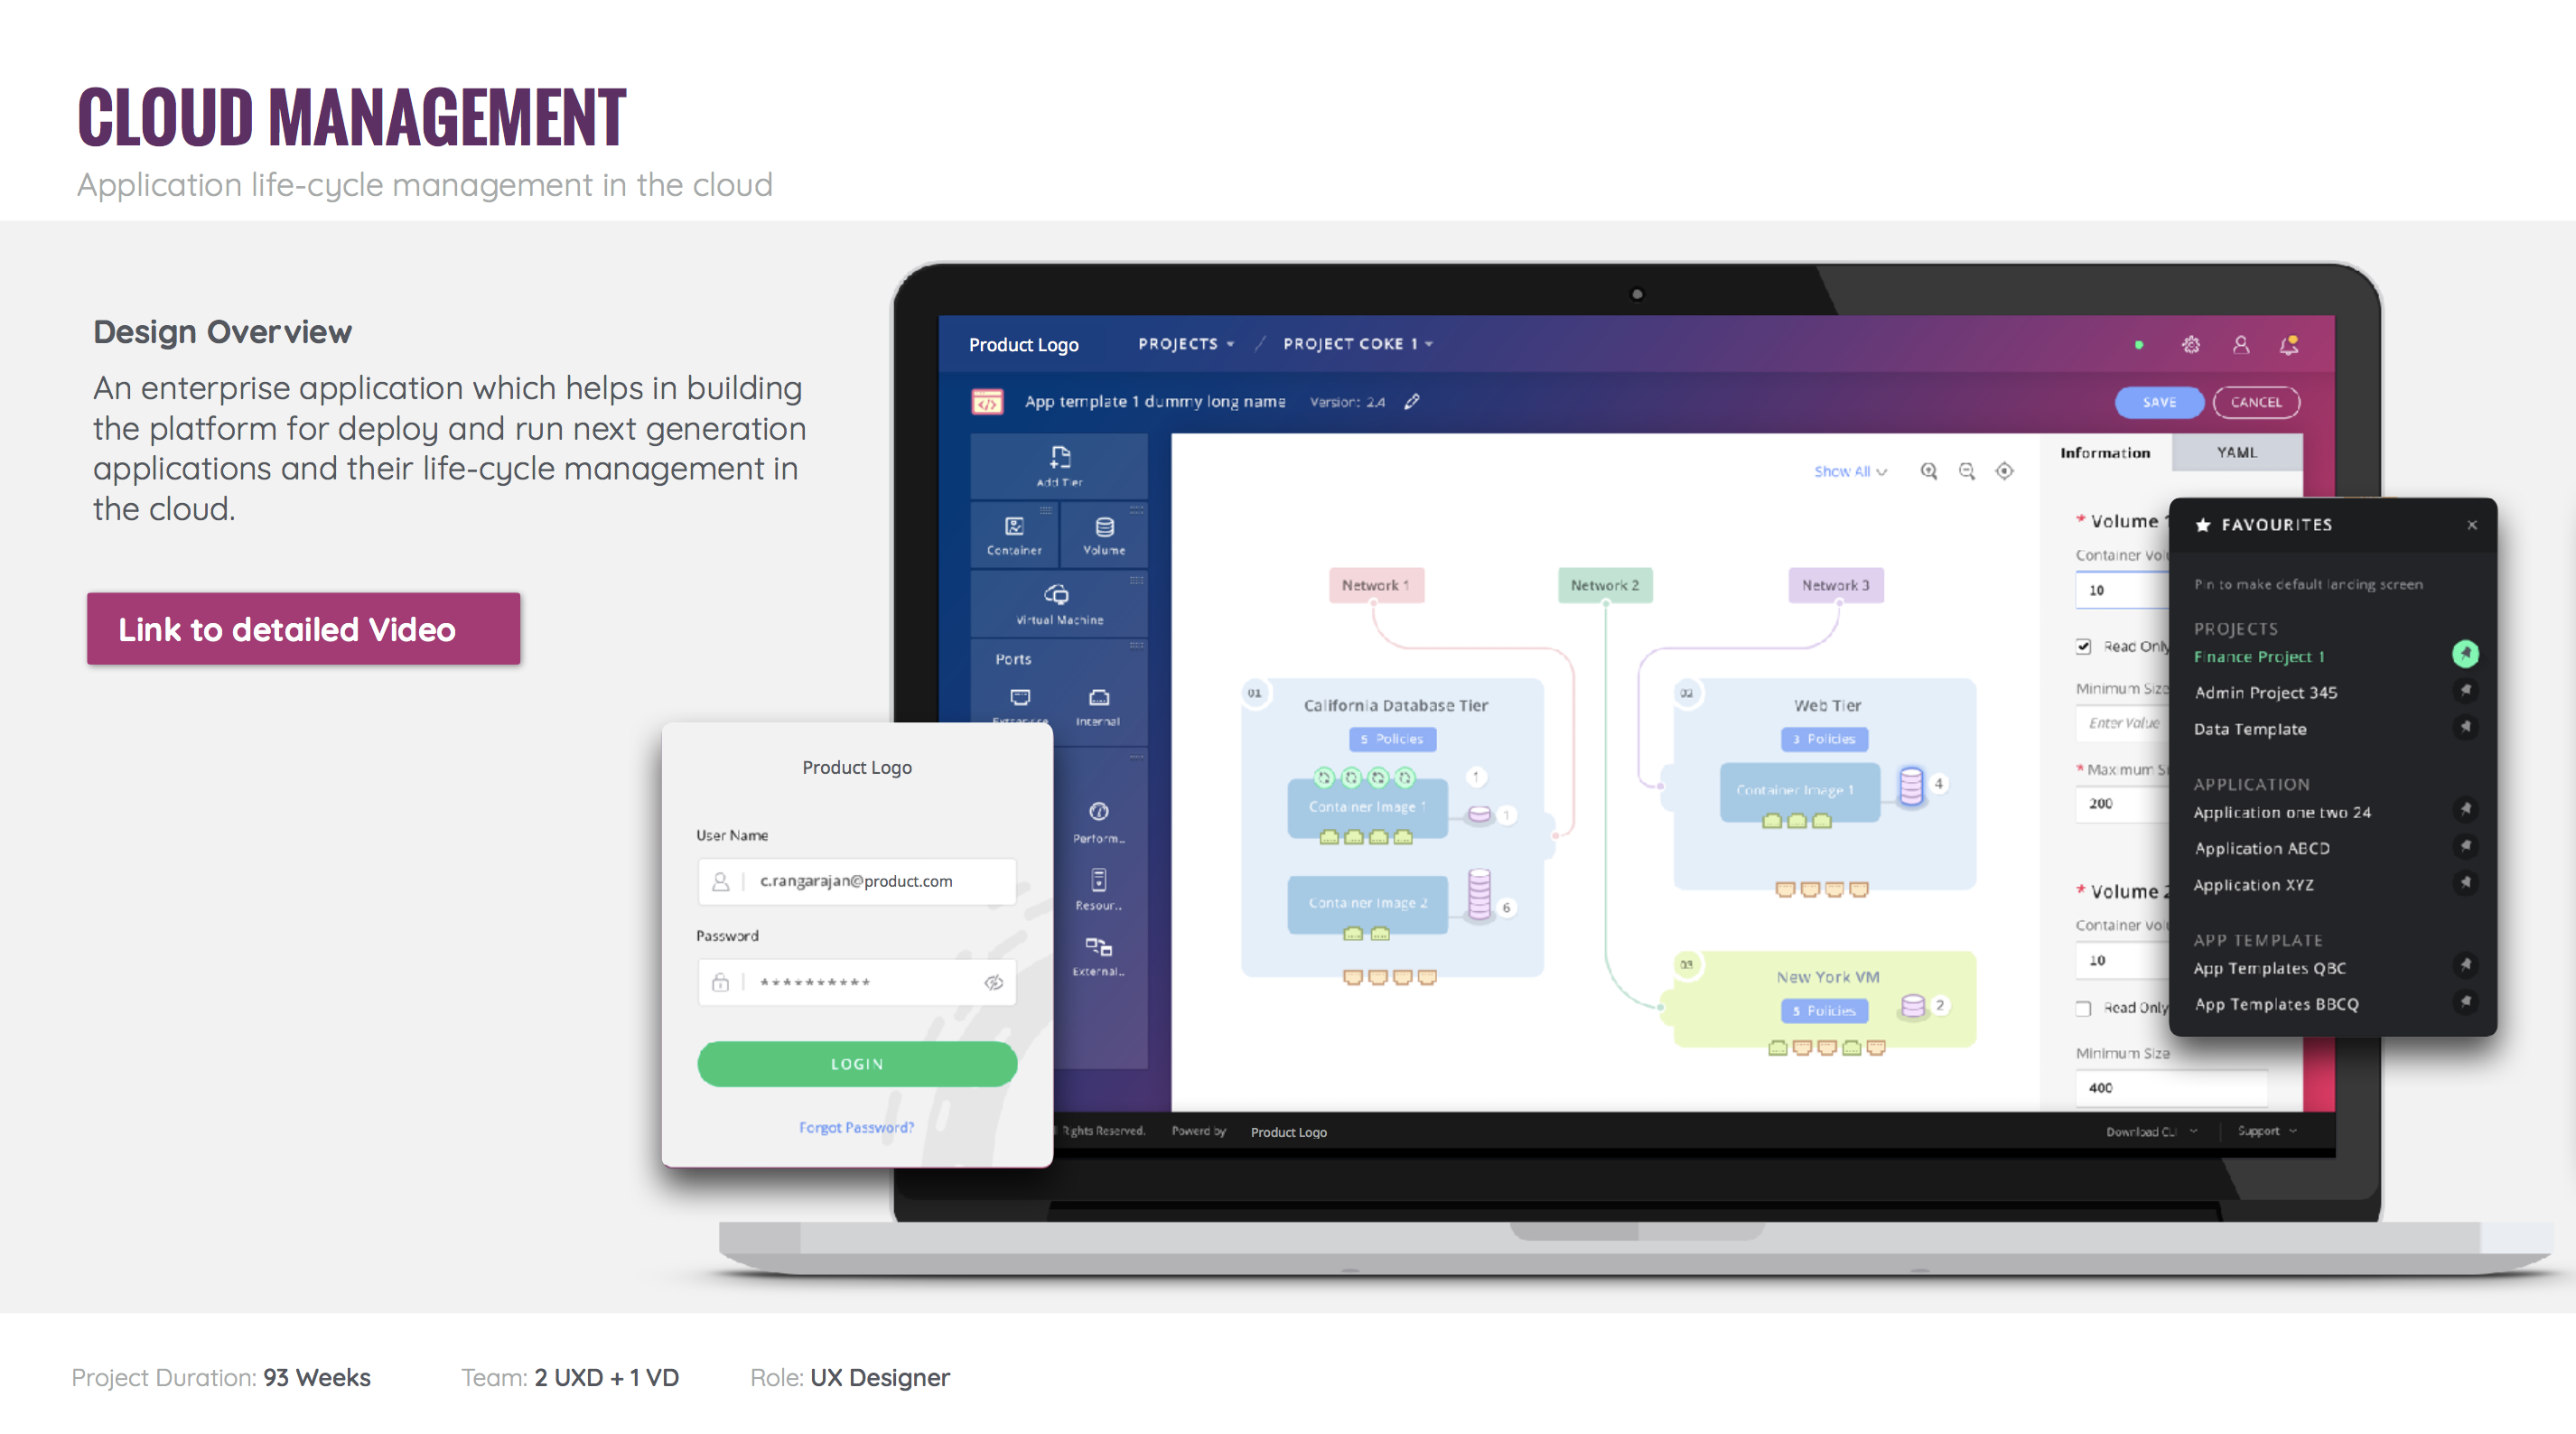 CLOUD MANAGEMENT
Application life-cycle management in the cloud
Design Overview
An enterprise application which helps in building
the platform for deploy and run next generation
applications and their life-cycle management in
the cloud.
Link to detailed Video
Product Logo
PROJECTS / PROJECT COKE 1
App template 1 dummy long name
Version: 2.4
SAVE
CANCEL
Add Tier
Container
Volume
Virtual Machine
Ports
Internal
Perform..
Resour..
External..
Show All
Network 1
Network 2
Network 3
01
California Database Tier
5 Policies
Container Image 1
1
1
Container Image 2
6
02
Web Tier
3 Policies
Container Image 1
4
03
New York VM
5 Policies
2
Information
YAML
* Volume 1
Container Volu
10
Read Only
Minimum Size
Enter Value
* Maximum Si
200
* Volume 2
Container Volu
10
Read Only
Minimum Size
400
FAVOURITES
Pin to make default landing screen
PROJECTS
Finance Project 1
Admin Project 345
Data Template
APPLICATION
Application one two 24
Application ABCD
Application XYZ
APP TEMPLATE
App Templates QBC
App Templates BBCQ
Product Logo
User Name
c.rangarajan@product.com
Password
**********
LOGIN
Forgot Password?
Rights Reserved.
Powerd by
Product Logo
Download CLI
Support
Project Duration: 93 Weeks
Team: 2 UXD + 1 VD
Role: UX Designer